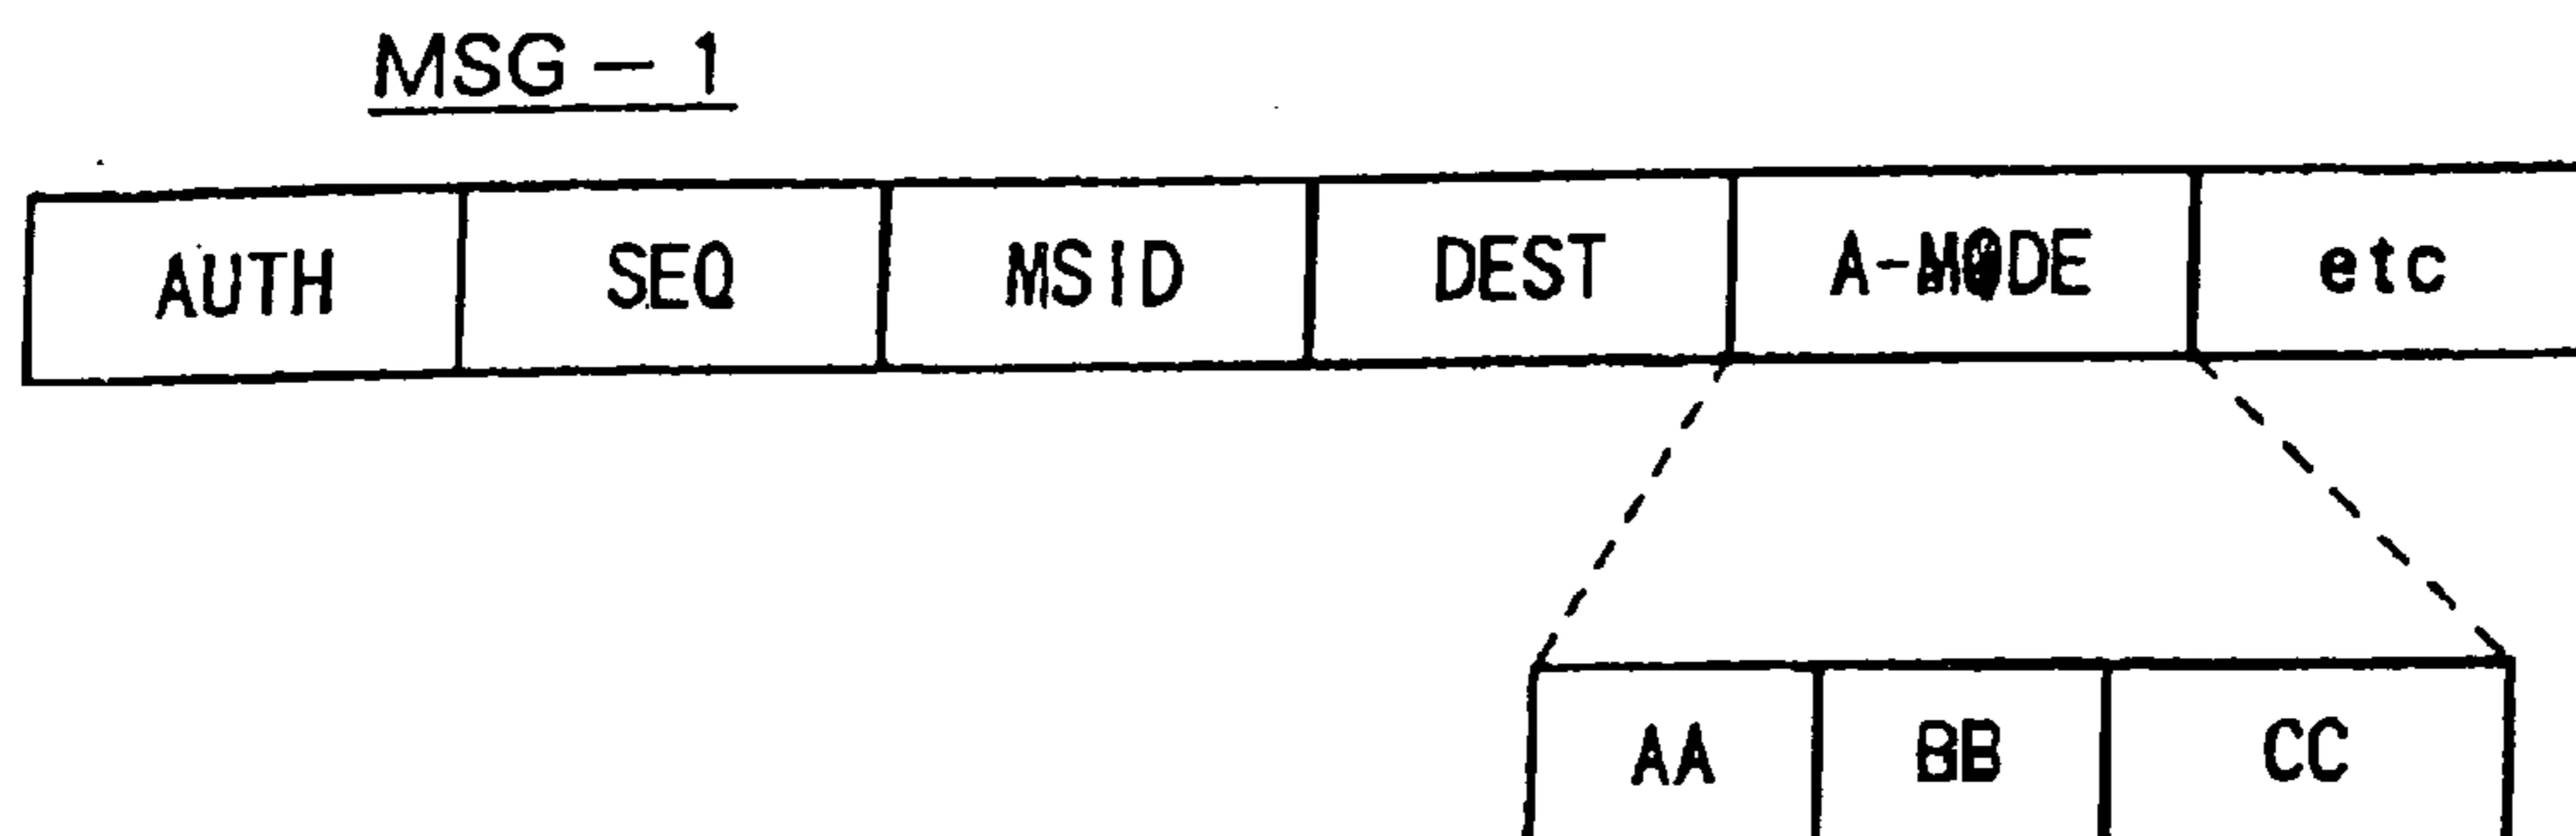 MSG — 1
AUTH SEQ MSID DEST A-MODE etc
AA BB CC